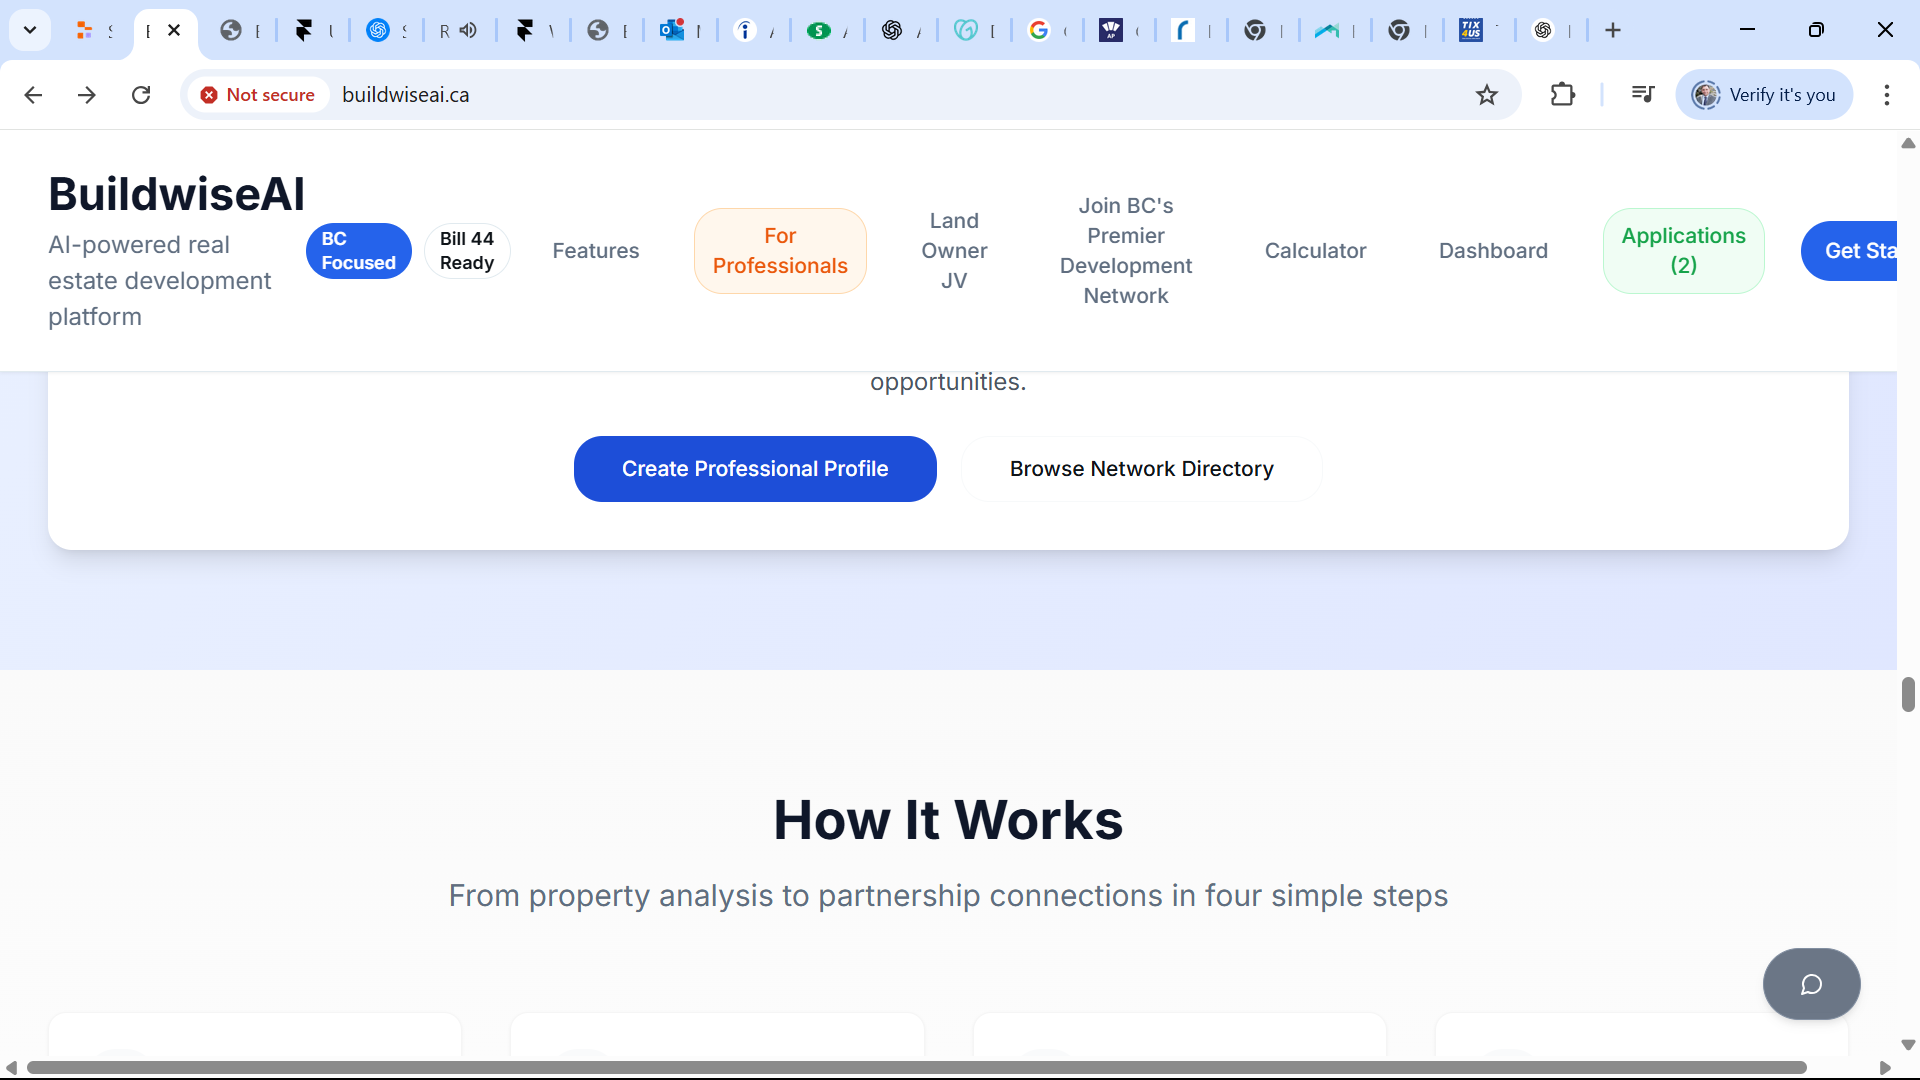 Not secure
buildwiseai.ca
Verify it's you
BuildwiseAI
AI-powered real
estate development
platform
BC
Focused
Bill 44
Ready
Features
For
Professionals
Land
Owner
JV
Join BC's
Premier
Development
Network
Calculator
Dashboard
Applications
(2)
Get Sta
opportunities.
Create Professional Profile
Browse Network Directory
How It Works
From property analysis to partnership connections in four simple steps